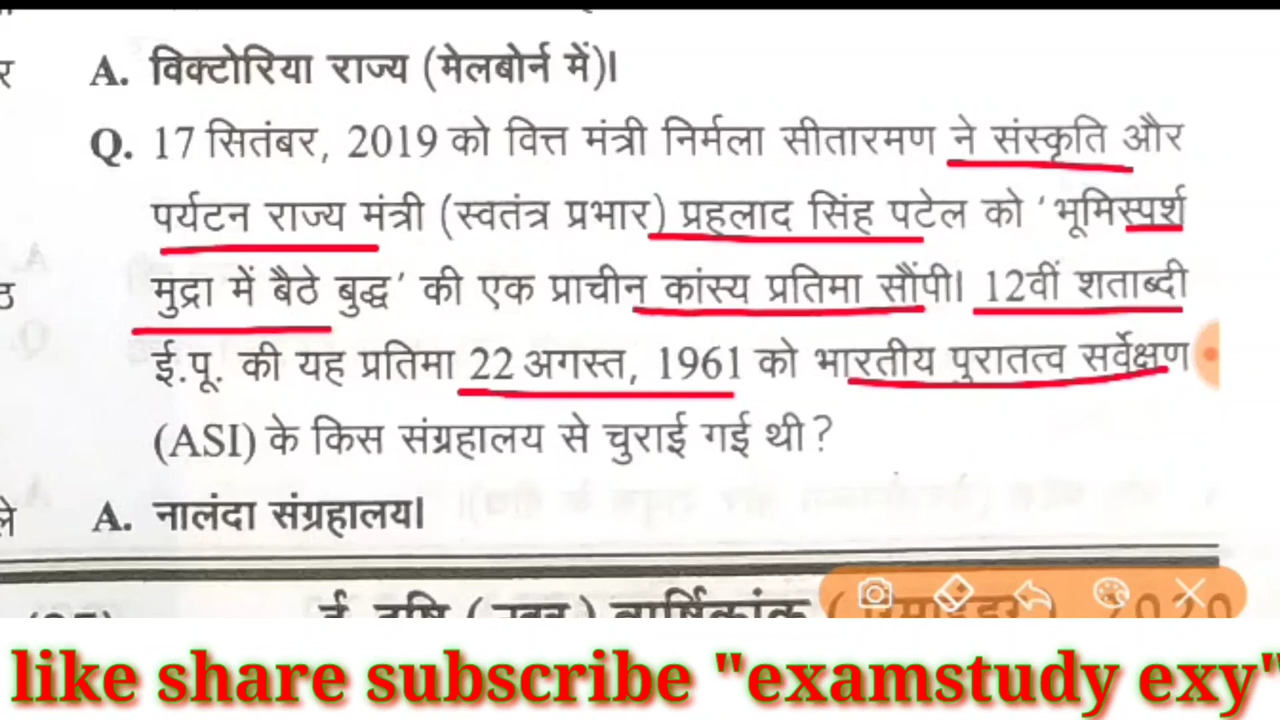 र A. विक्टोरिया राज्य (मेलबोर्न में)।
Q. 17 सितंबर, 2019 को वित्त मंत्री निर्मला सीतारमण ने संस्कृति और
पर्यटन राज्य मंत्री (स्वतंत्र प्रभार) प्रहलाद सिंह पटेल को 'भूमिस्पर्श
ठ मुद्रा में बैठे बुद्ध' की एक प्राचीन कांस्य प्रतिमा सौंपी। 12वीं शताब्दी
ई.पू. की यह प्रतिमा 22 अगस्त, 1961 को भारतीय पुरातत्व सर्वेक्षण
(ASI) के किस संग्रहालय से चुराई गई थी?
ले A. नालंदा संग्रहालय।
2020
like share subscribe "examstudy exy"